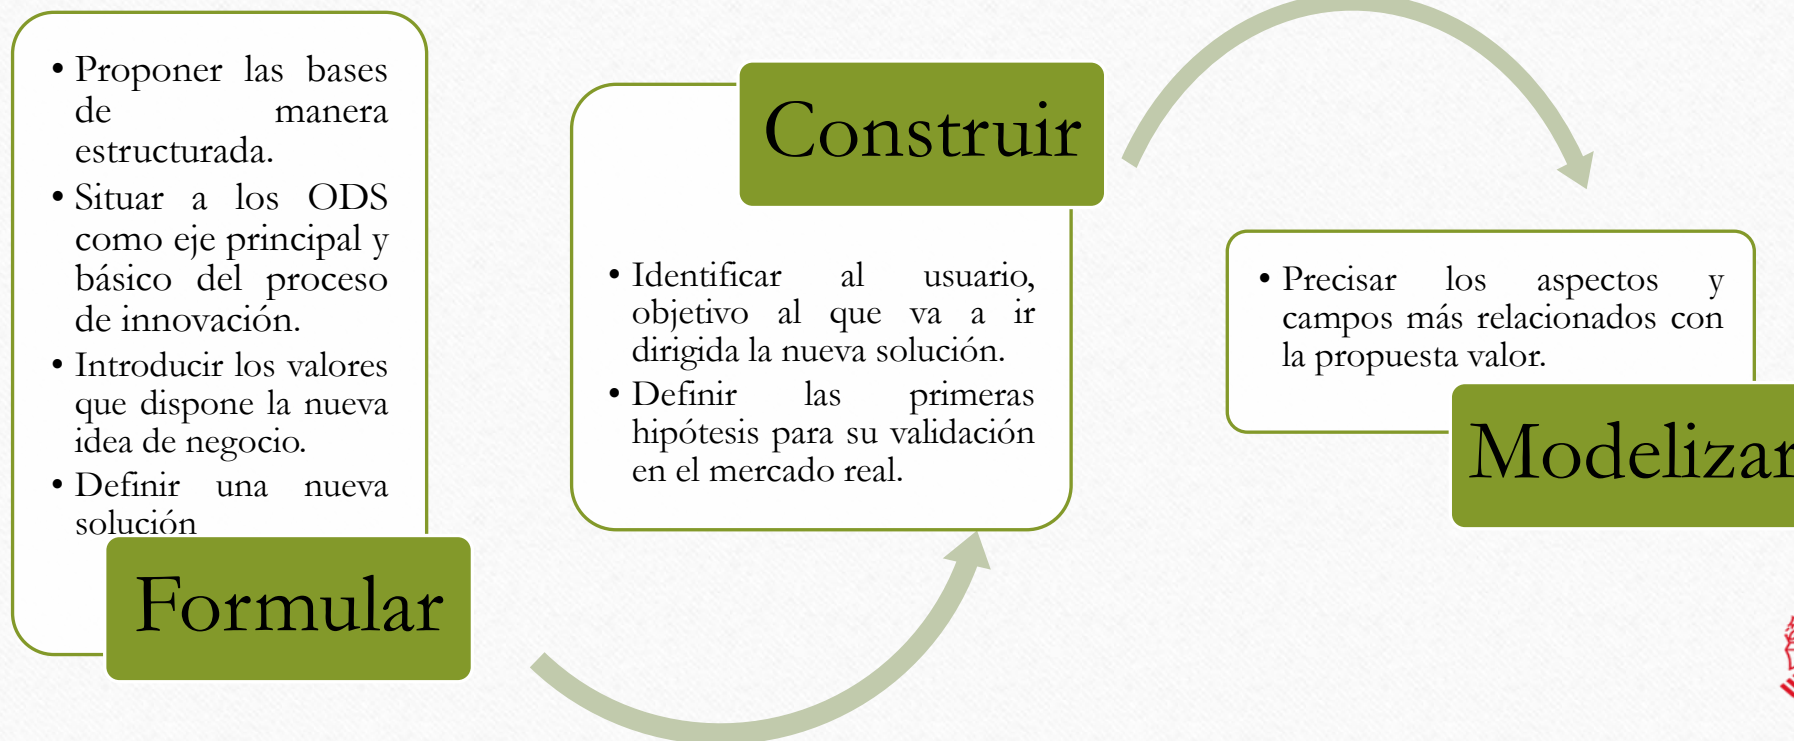 • Proponer las bases
de manera
estructurada.
• Situar a los ODS
como eje principal y
básico del proceso
de innovación.
• Introducir los valores
que dispone la nueva
idea de negocio.
• Definir una nueva
solución
Formular
Construir
• Identificar al usuario,
objetivo al que va a ir
dirigida la nueva solución.
• Definir las primeras
hipótesis para su validación
en el mercado real.
• Precisar los aspectos y
campos más relacionados con
la propuesta valor.
Modelizar